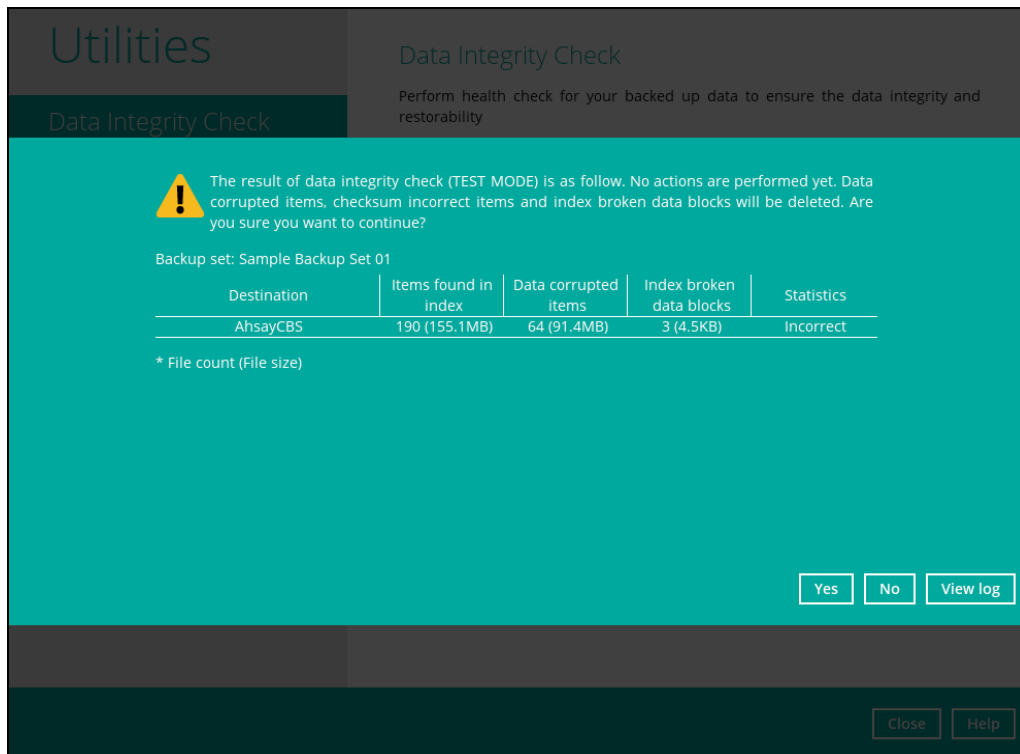 Utilities
Data Integrity Check
Perform health check for your backed up data to ensure the data integrity and
restorability
Data Integrity Check
The result of data integrity check (TEST MODE) is as follow. No actions are performed yet. Data
corrupted items, checksum incorrect items and index broken data blocks will be deleted. Are
you sure you want to continue?
Backup set: Sample Backup Set 01
Destination Items found in index Data corrupted items Index broken data blocks Statistics
AhsayCBS 190 (155.1MB) 64 (91.4MB) 3 (4.5KB) Incorrect
* File count (File size)
Yes No View log
Close Help